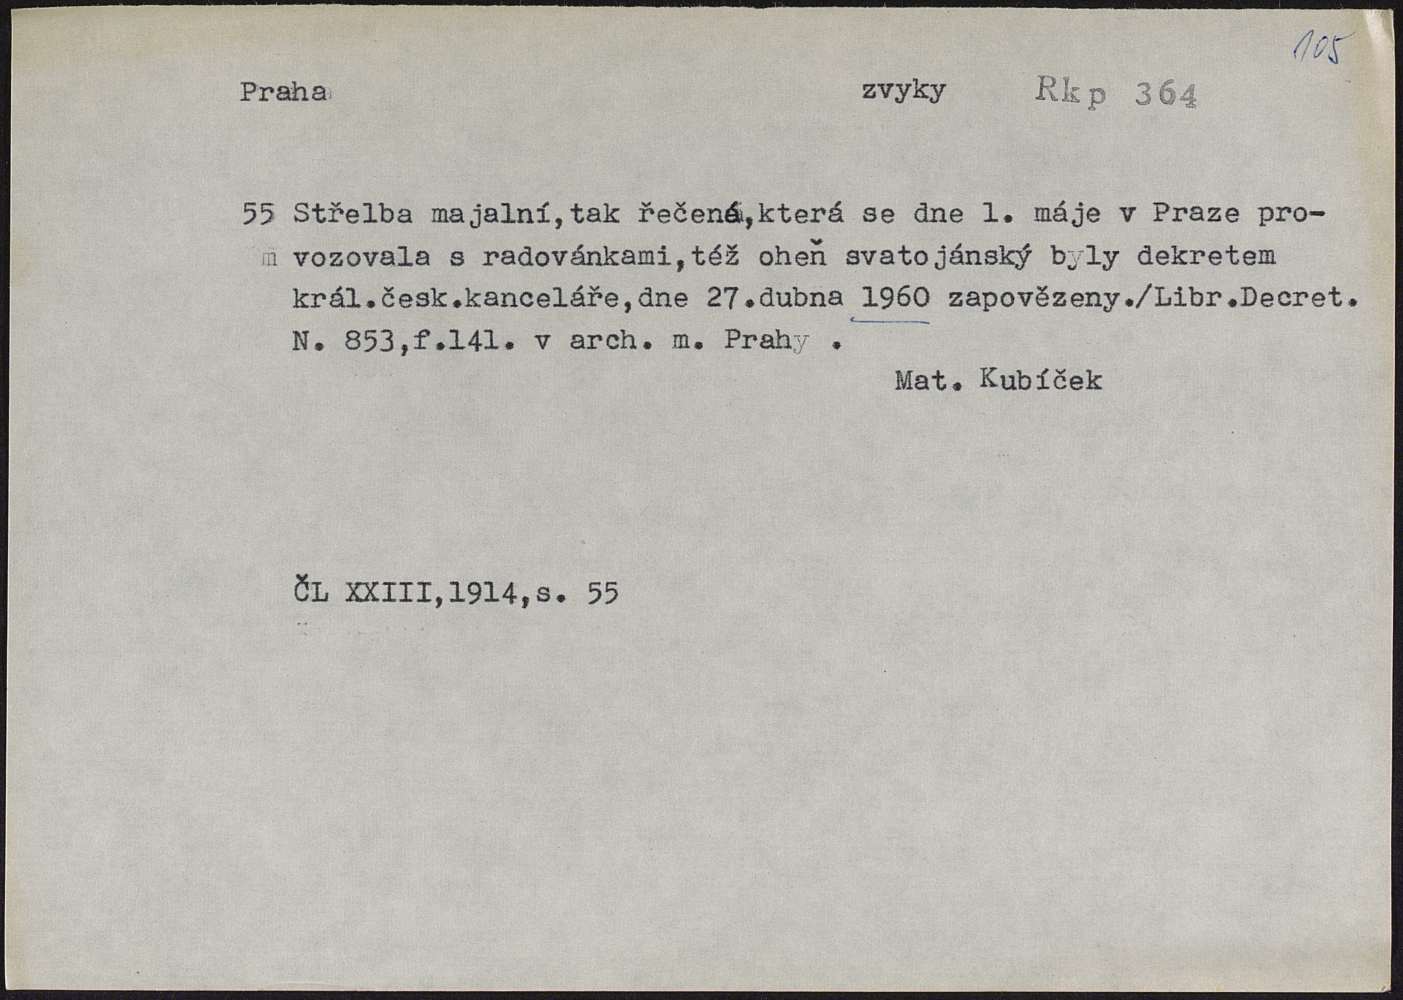 105
Praha zvyky Rkp 364
55 Střelba majalní,tak řečená,která se dne 1. máje v Praze pro-
m vozovala s radovánkami,též oheň svatojánský byly dekretem
král.česk.kanceláře,dne 27.dubna 1960 zapovězeny./Libr.Decret.
N. 853,f.141. v arch. m. Prahy .
Mat. Kubíček
ČL XXIII,1914,s. 55